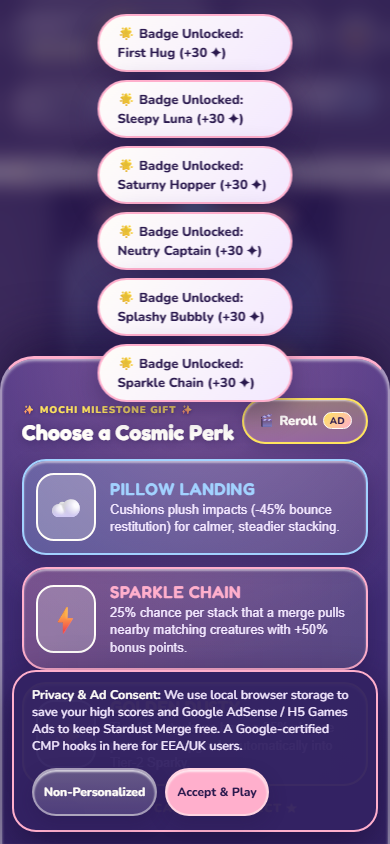 🌟 Badge Unlocked:
First Hug (+30 ✦)
🌟 Badge Unlocked:
Sleepy Luna (+30 ✦)
🌟 Badge Unlocked:
Saturny Hopper (+30 ✦)
🌟 Badge Unlocked:
Neutry Captain (+30 ✦)
🌟 Badge Unlocked:
Splashy Bubbly (+30 ✦)
🌟 Badge Unlocked:
Sparkle Chain (+30 ✦)
✨ MOCHI MILESTONE GIFT ✨
Choose a Cosmic Perk
Reroll AD
PILLOW LANDING
Cushions plush impacts (-45% bounce
restitution) for calmer, steadier stacking.
SPARKLE CHAIN
25% chance per stack that a merge pulls
nearby matching creatures with +50%
bonus points.
Privacy & Ad Consent: We use local browser storage to
save your high scores and Google AdSense / H5 Games
Ads to keep Stardust Merge free. A Google-certified
CMP hooks in here for EEA/UK users.
Non-Personalized
Accept & Play